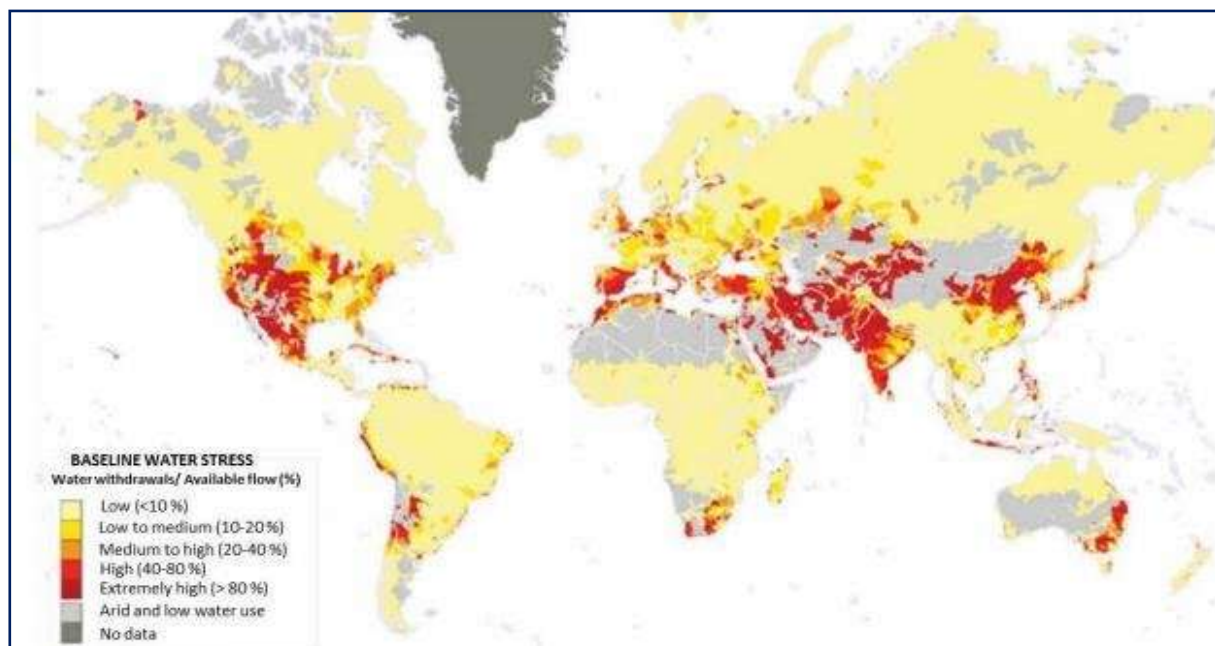 BASELINE WATER STRESS
Water withdrawals/ Available flow (%)
Low (<10 %)
Low to medium (10-20 %)
Medium to high (20-40 %)
High (40-80 %)
Extremely high (> 80 %)
Arid and low water use
No data